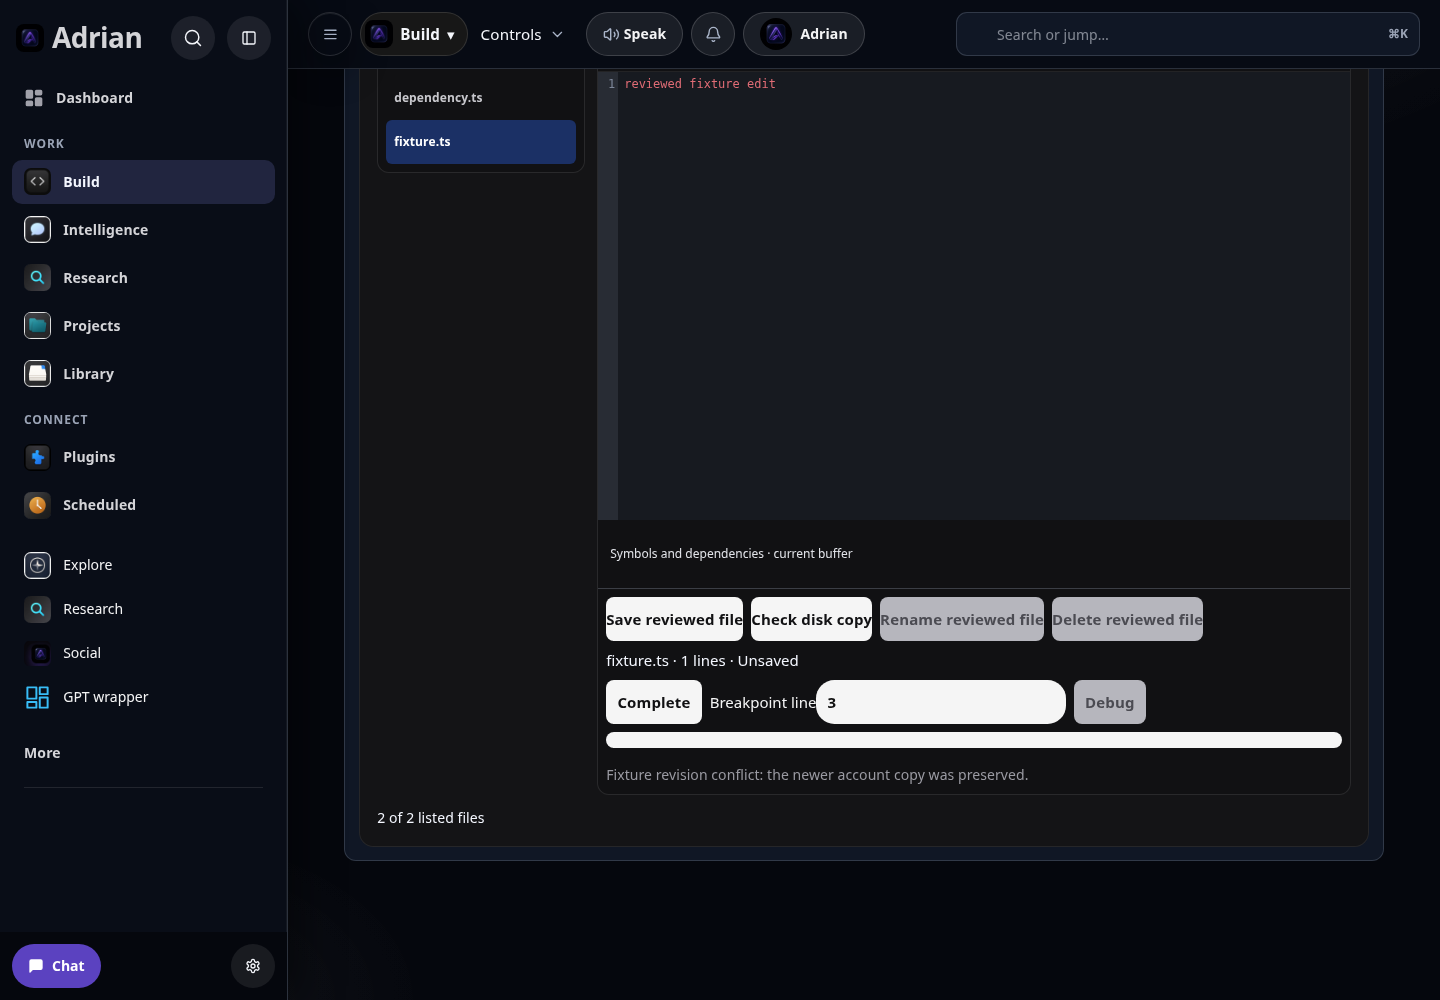 Adrian
Dashboard
WORK
Build
Intelligence
Research
Projects
Library
CONNECT
Plugins
Scheduled
Explore
Research
Social
GPT wrapper
More
Chat
Build ▾
Controls
Speak
Adrian
Search or jump...
⌘K
dependency.ts
fixture.ts
1 reviewed fixture edit
Symbols and dependencies · current buffer
Save reviewed file Check disk copy Rename reviewed file Delete reviewed file
fixture.ts · 1 lines · Unsaved
Complete Breakpoint line 3 Debug
Fixture revision conflict: the newer account copy was preserved.
2 of 2 listed files